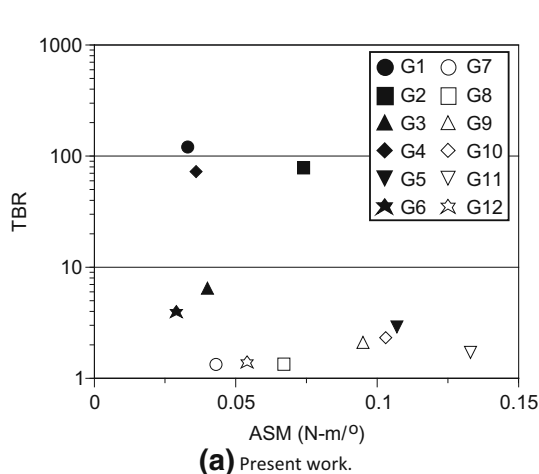 1000
100
10
1
TBR
G1 G7
G2 G8
G3 G9
G4 G10
G5 G11
G6 G12
0 0.05 0.1 0.15
ASM (N-m/°)
(a) Present work.